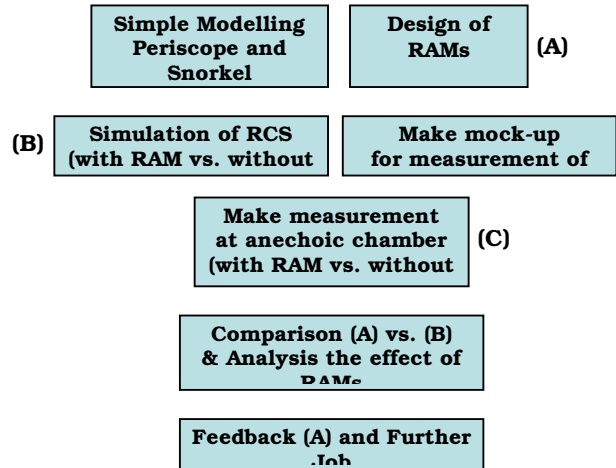 Simple Modelling
Periscope and
Snorkel
Design of
RAMs
(A)
(B)
Simulation of RCS
(with RAM vs. without
Make mock-up
for measurement of
Make measurement
at anechoic chamber
(with RAM vs. without
(C)
Comparison (A) vs. (B)
& Analysis the effect of
RAMs
Feedback (A) and Further
Job